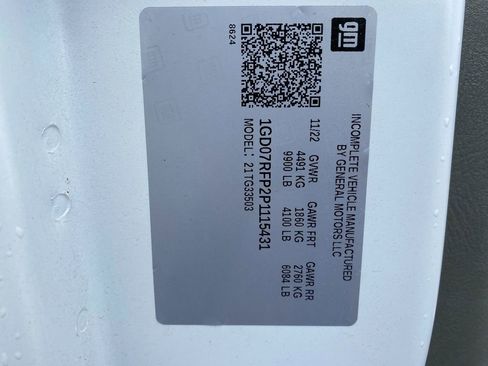 gm
INCOMPLETE VEHICLE MANUFACTURED
BY GENERAL MOTORS LLC
11/22 GVWR GAWR FRT GAWR RR
4491 KG 1860 KG 2760 KG
9900 LB 4100 LB 6084 LB
1GD07RFP2P1115431
MODEL: 21TG33503
8624